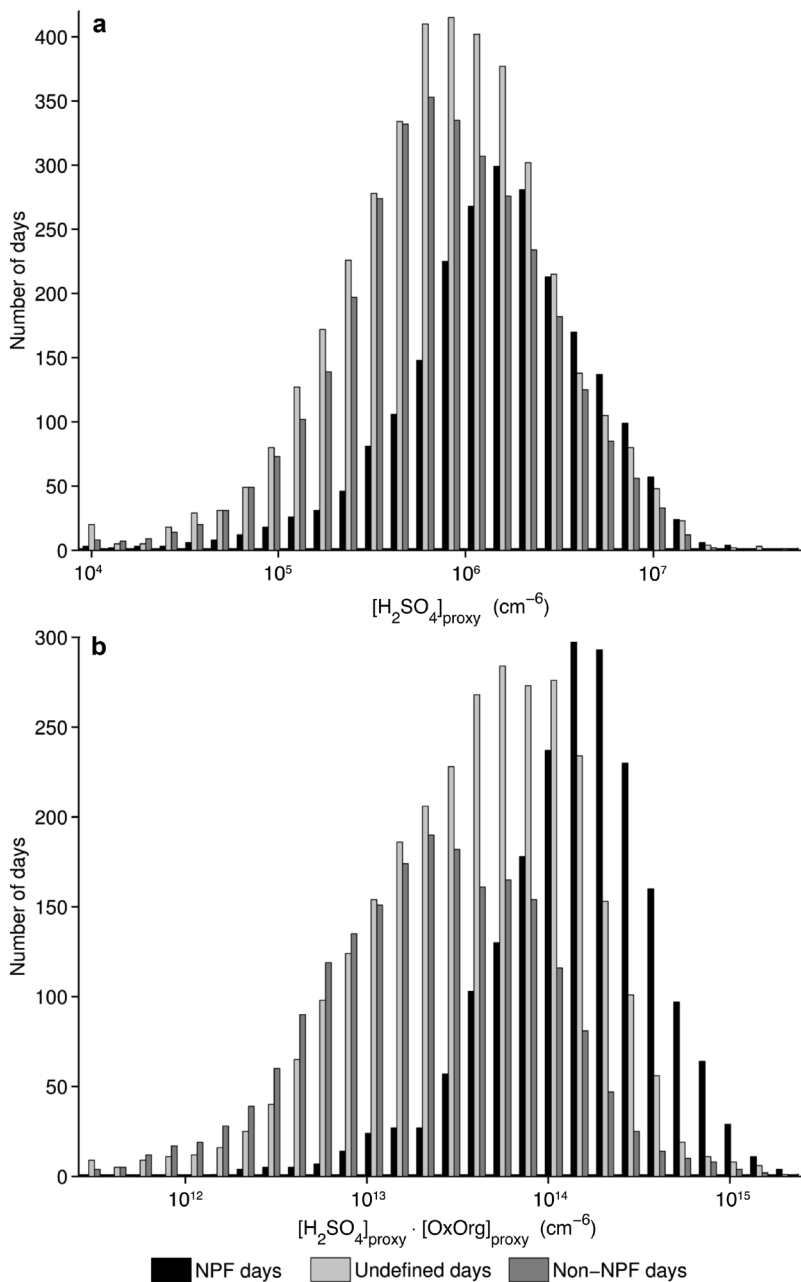 a
400
350
300
250
200
150
100
50
0
Number of days
10⁴ 10⁵ 10⁶ 10⁷
[H₂SO₄]proxy (cm⁻⁶)
b
300
250
200
150
100
50
0
Number of days
10¹² 10¹³ 10¹⁴ 10¹⁵
[H₂SO₄]proxy · [OxOrg]proxy (cm⁻⁶)
NPF days Undefined days Non−NPF days